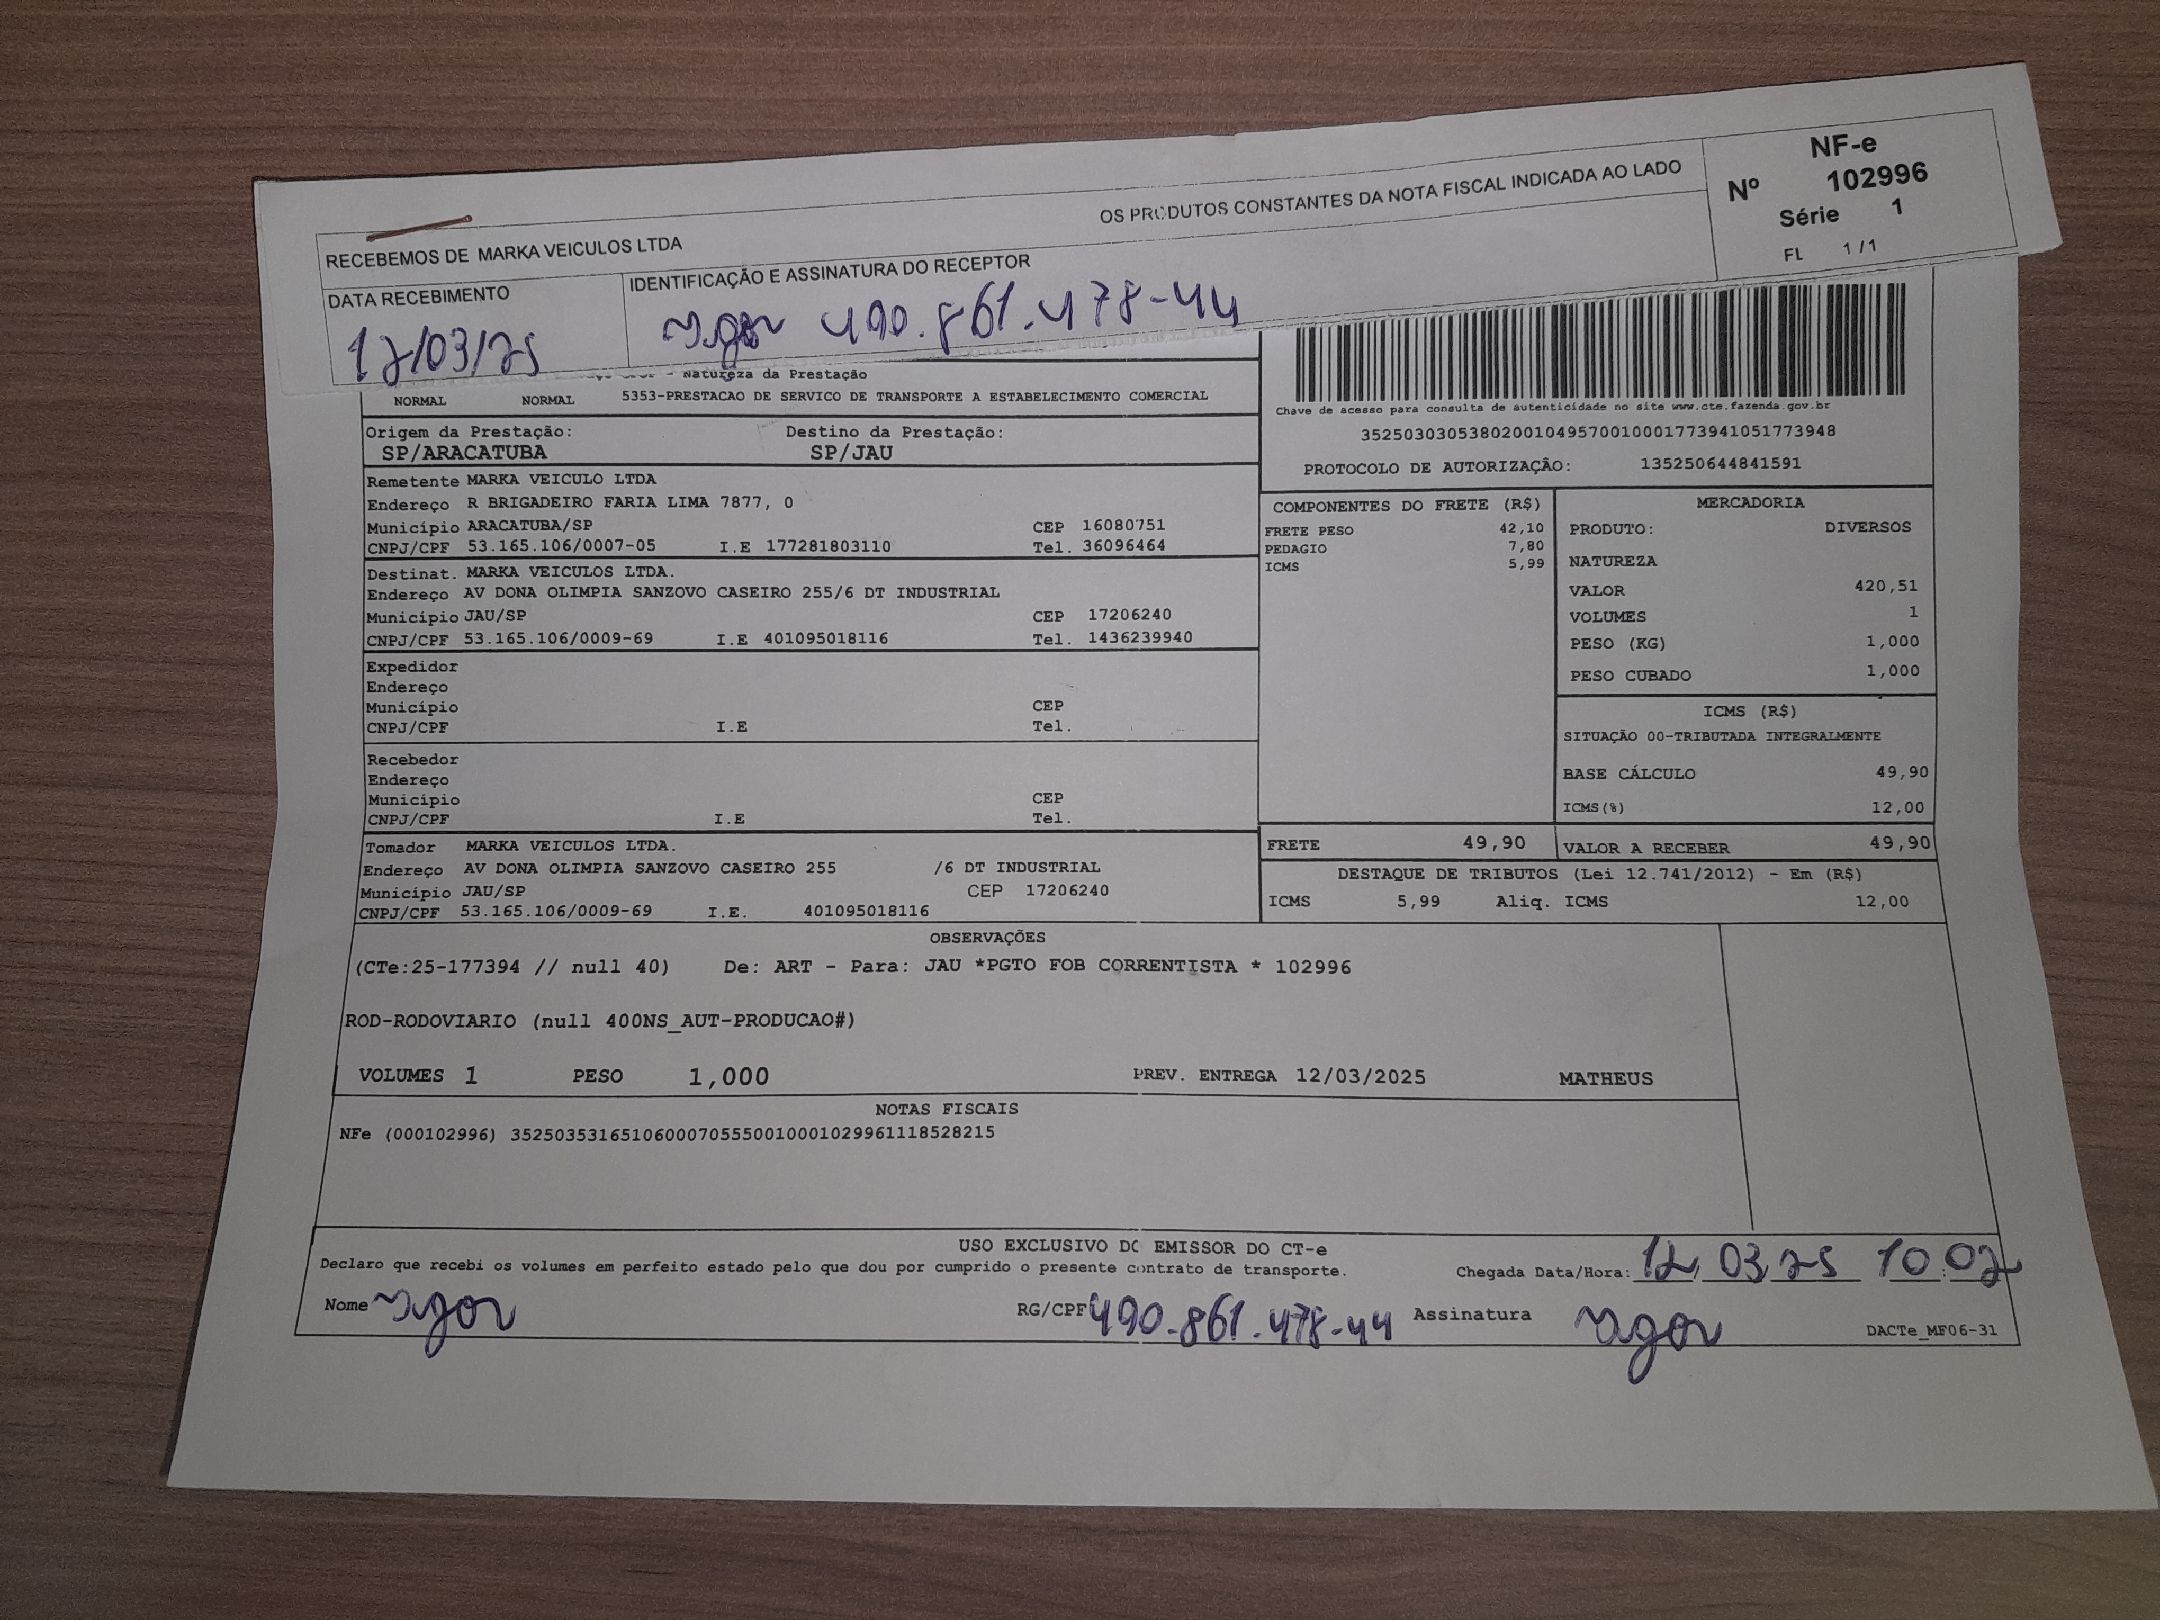 RECEBEMOS DE MARKA VEICULOS LTDA OS PRODUTOS CONSTANTES DA NOTA FISCAL INDICADA AO LADO
NF-e
Nº 102996
Série 1
FL 1 / 1
DATA RECEBIMENTO
12/03/25
IDENTIFICAÇÃO E ASSINATURA DO RECEPTOR
490.861.478-44
Natureza da Prestação
NORMAL NORMAL 5353-PRESTACAO DE SERVICO DE TRANSPORTE A ESTABELECIMENTO COMERCIAL
Chave de acesso para consulta de autenticidade no site www.cte.fazenda.gov.br
35250303053802001049570010001773941051773948
PROTOCOLO DE AUTORIZAÇÃO: 135250644841591
Origem da Prestação: Destino da Prestação:
SP/ARACATUBA SP/JAU
Remetente MARKA VEICULO LTDA
Endereço R BRIGADEIRO FARIA LIMA 7877, 0
Município ARACATUBA/SP CEP 16080751
CNPJ/CPF 53.165.106/0007-05 I.E 177281803110 Tel. 36096464
Destinat. MARKA VEICULOS LTDA.
Endereço AV DONA OLIMPIA SANZOVO CASEIRO 255/6 DT INDUSTRIAL
Município JAU/SP CEP 17206240
CNPJ/CPF 53.165.106/0009-69 I.E 401095018116 Tel. 1436239940
Expedidor
Endereço
Município CEP
CNPJ/CPF I.E Tel.
Recebedor
Endereço
Município CEP
CNPJ/CPF I.E Tel.
Tomador MARKA VEICULOS LTDA.
Endereço AV DONA OLIMPIA SANZOVO CASEIRO 255 /6 DT INDUSTRIAL
Município JAU/SP CEP 17206240
CNPJ/CPF 53.165.106/0009-69 I.E. 401095018116
COMPONENTES DO FRETE (R$)
FRETE PESO 42,10
PEDAGIO 7,80
ICMS 5,99
MERCADORIA
PRODUTO: DIVERSOS
NATUREZA
VALOR 420,51
VOLUMES 1
PESO (KG) 1,000
PESO CUBADO 1,000
ICMS (R$)
SITUAÇÃO 00-TRIBUTADA INTEGRALMENTE
BASE CÁLCULO 49,90
ICMS(%) 12,00
FRETE 49,90 VALOR A RECEBER 49,90
DESTAQUE DE TRIBUTOS (Lei 12.741/2012) - Em (R$)
ICMS 5,99 Aliq. ICMS 12,00
OBSERVAÇÕES
(CTe:25-177394 // null 40) De: ART - Para: JAU *PGTO FOB CORRENTISTA * 102996
ROD-RODOVIARIO (null 400NS_AUT-PRODUCAO#)
VOLUMES 1 PESO 1,000 PREV. ENTREGA 12/03/2025 MATHEUS
NOTAS FISCAIS
NFe (000102996) 35250353165106000705550010001029961118528215
USO EXCLUSIVO DO EMISSOR DO CT-e
Declaro que recebi os volumes em perfeito estado pelo que dou por cumprido o presente contrato de transporte. Chegada Data/Hora: 12 03 25 10:02
Nome RG/CPF 490.861.478-44 Assinatura
DACTe_MF06-31